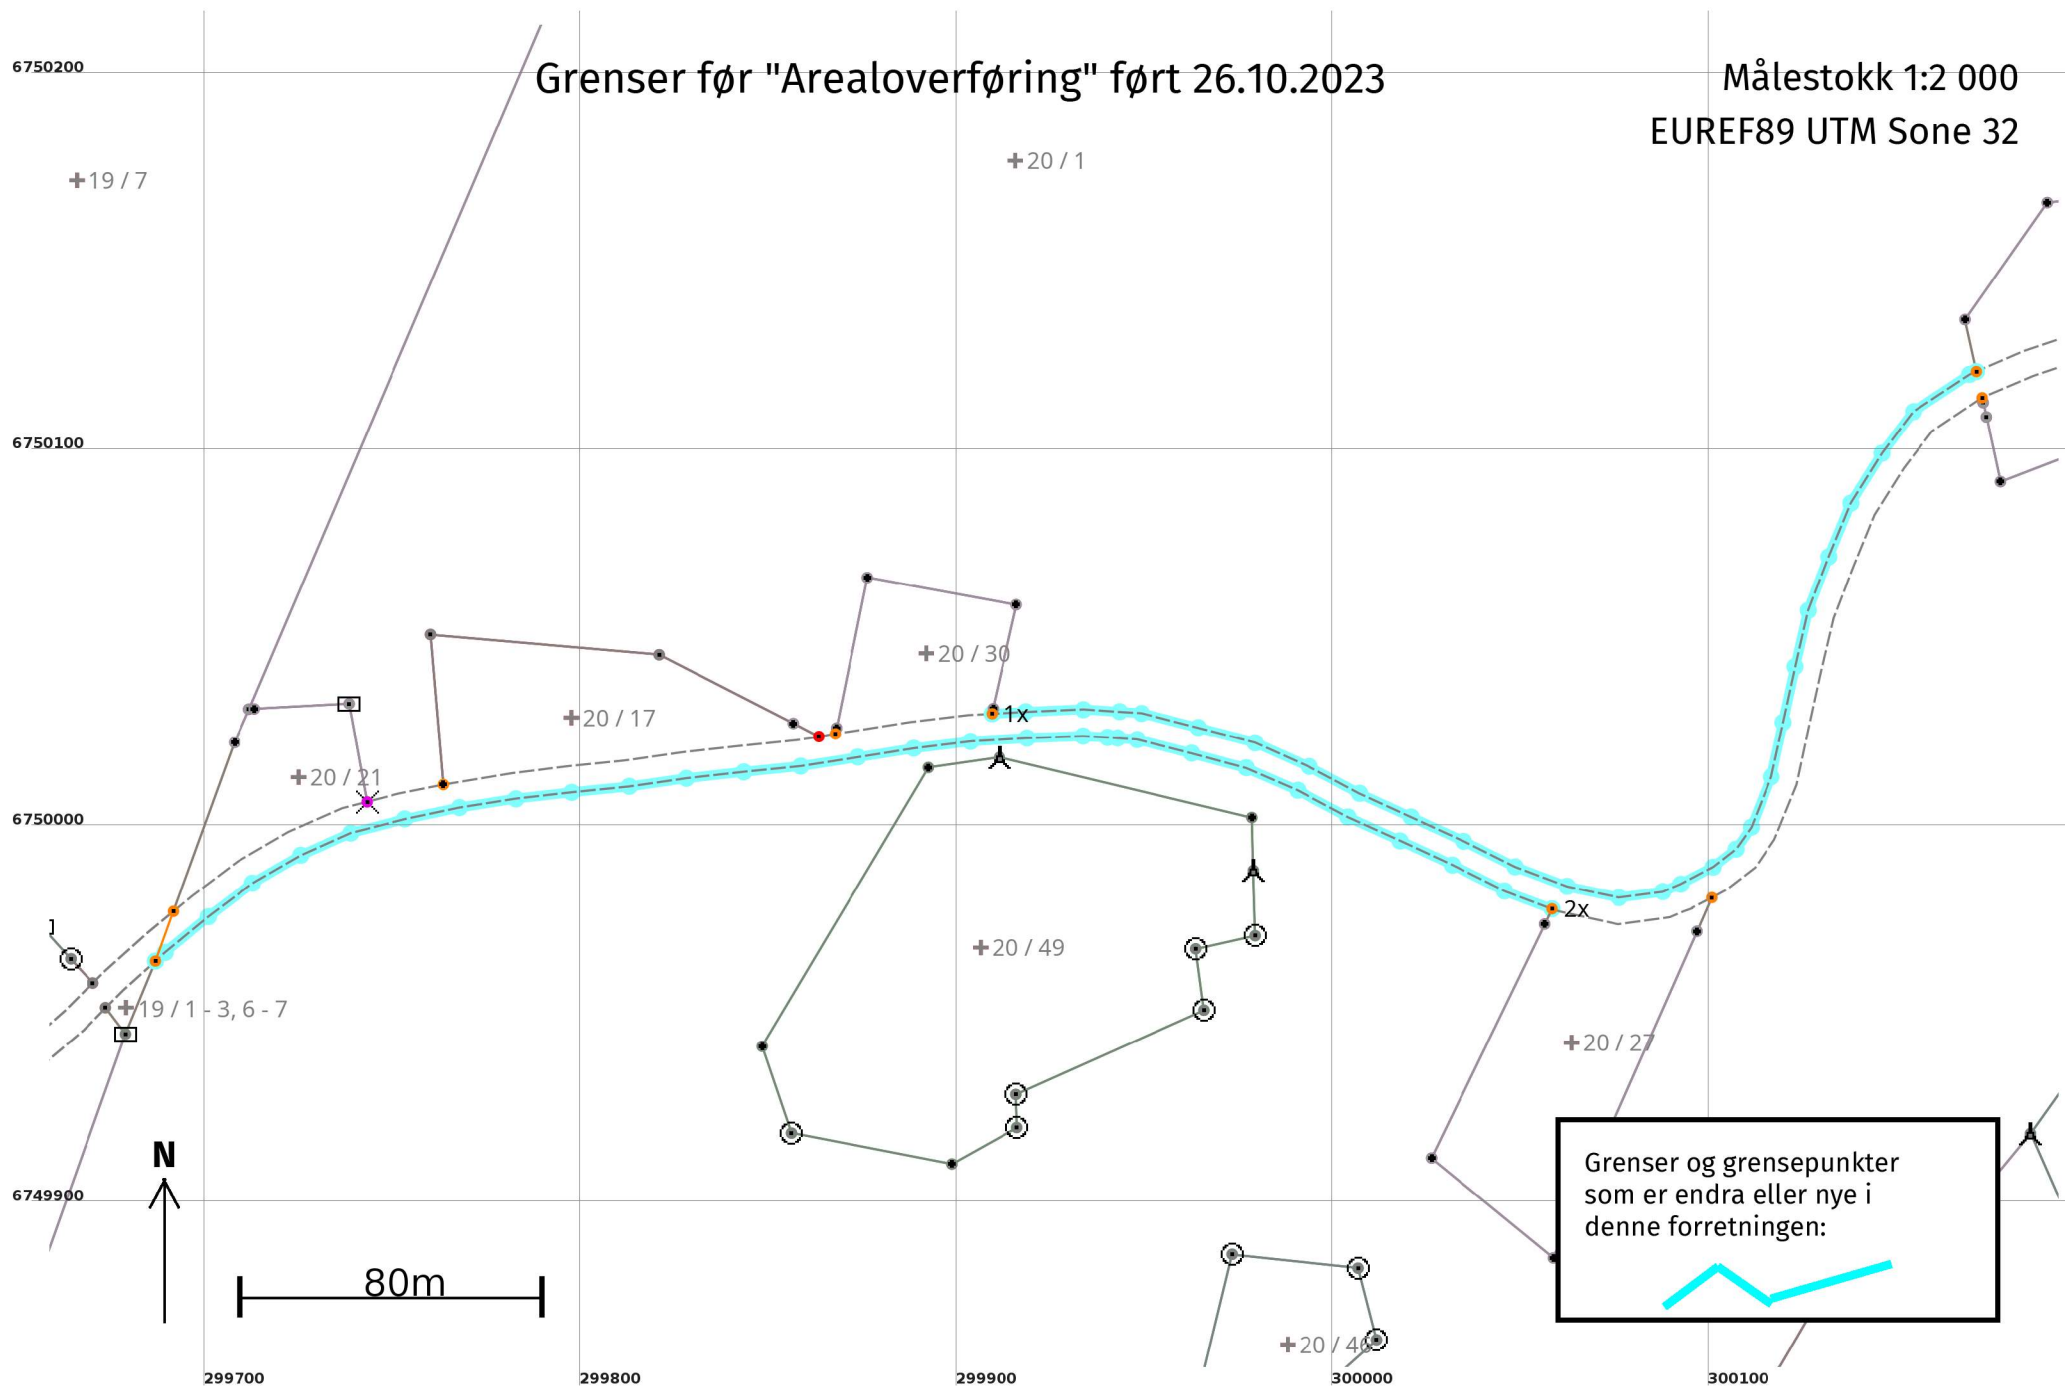 6750200
Grenser før "Arealoverføring" ført 26.10.2023
Målestokk 1:2 000
EUREF89 UTM Sone 32
20 / 1
19 / 7
6750100
20 / 30
20 / 17
1x
20 / 21
6750000
2x
20 / 49
19 / 1 - 3, 6 - 7
20 / 27
N
Grenser og grensepunkter
som er endra eller nye i
denne forretningen:
6749900
80m
20 / 46
299700
299800
299900
300000
300100